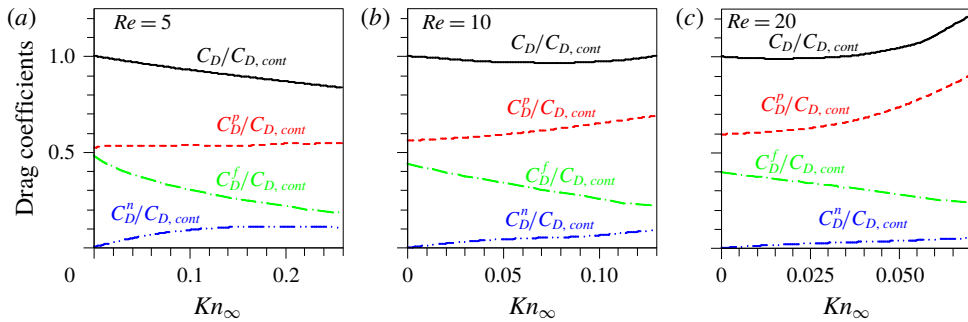 (a)
Re = 5
C_D/C_{D, cont}
C_D^p/C_{D, cont}
C_D^f/C_{D, cont}
C_D^n/C_{D, cont}
Drag coefficients
1.0
0.5
0
0.1
0.2
Kn_∞
(b)
Re = 10
C_D/C_{D, cont}
C_D^p/C_{D, cont}
C_D^f/C_{D, cont}
C_D^n/C_{D, cont}
0
0.05
0.10
Kn_∞
(c)
Re = 20
C_D/C_{D, cont}
C_D^p/C_{D, cont}
C_D^f/C_{D, cont}
C_D^n/C_{D, cont}
0
0.025
0.050
Kn_∞